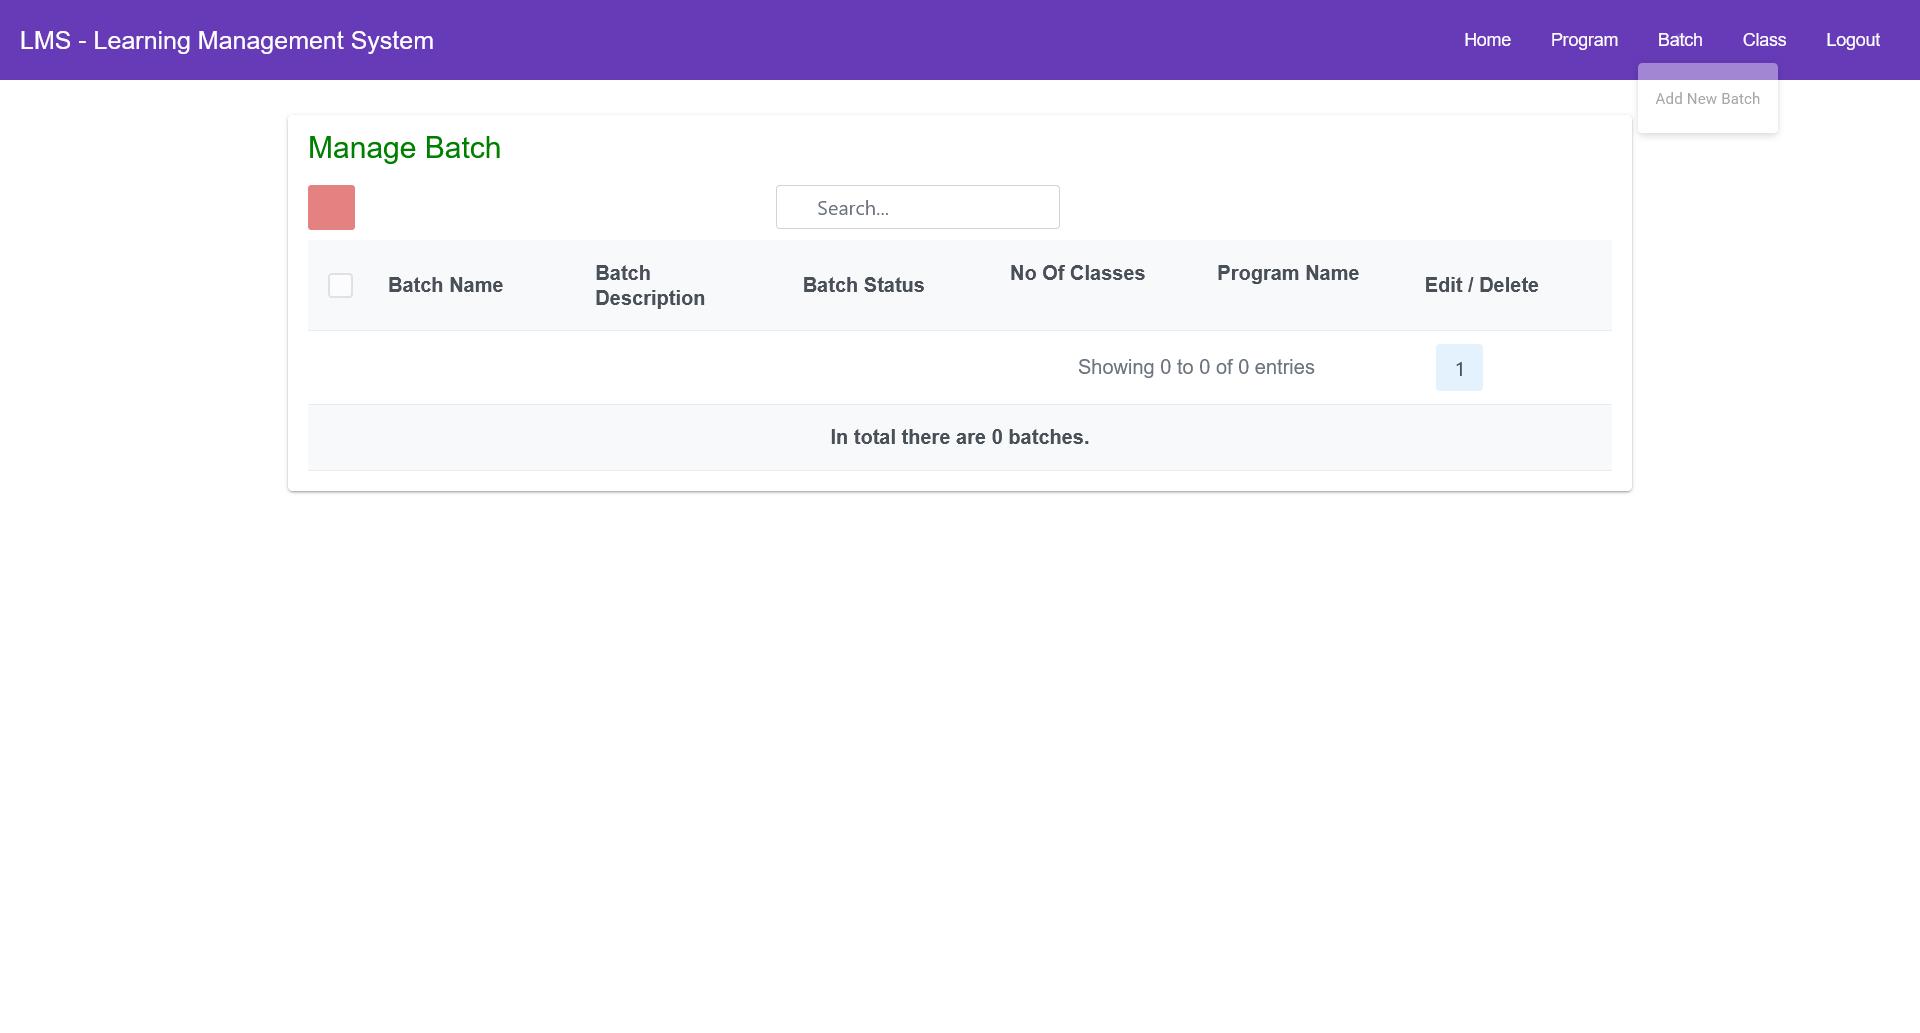 LMS - Learning Management System
Home Program Batch Class Logout
Add New Batch
Manage Batch
Search...
Batch Name
Batch
Description
Batch Status
No Of Classes
Program Name
Edit / Delete
Showing 0 to 0 of 0 entries
1
In total there are 0 batches.